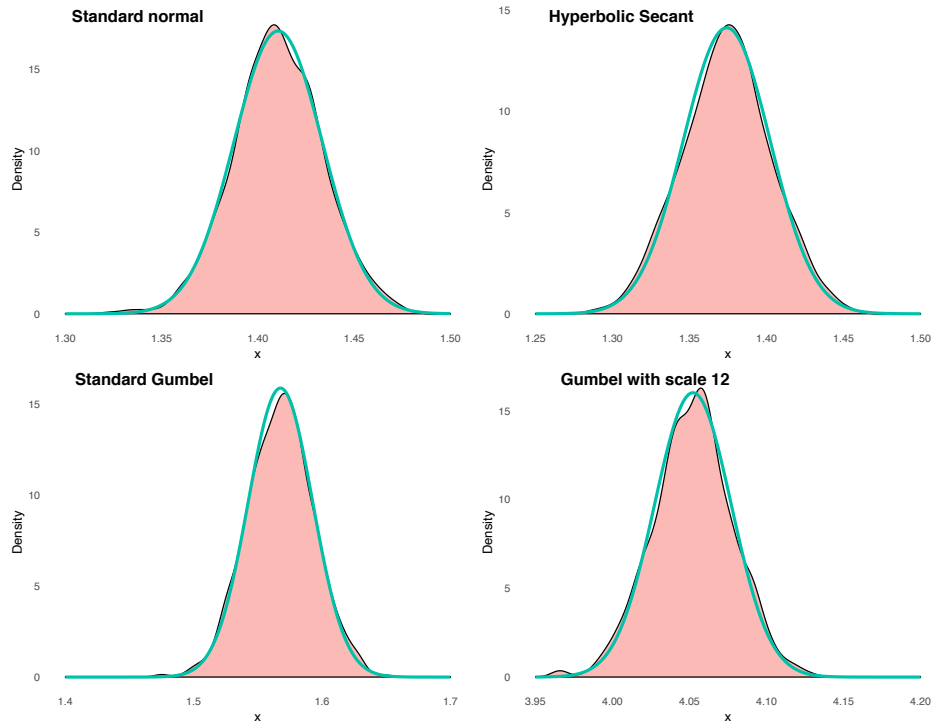 Standard normal
Density
15
10
5
0
1.30 1.35 1.40 1.45 1.50
x
Hyperbolic Secant
Density
15
10
5
0
1.25 1.30 1.35 1.40 1.45 1.50
x
Standard Gumbel
Density
15
10
5
0
1.4 1.5 1.6 1.7
x
Gumbel with scale 12
Density
15
10
5
0
3.95 4.00 4.05 4.10 4.15 4.20
x